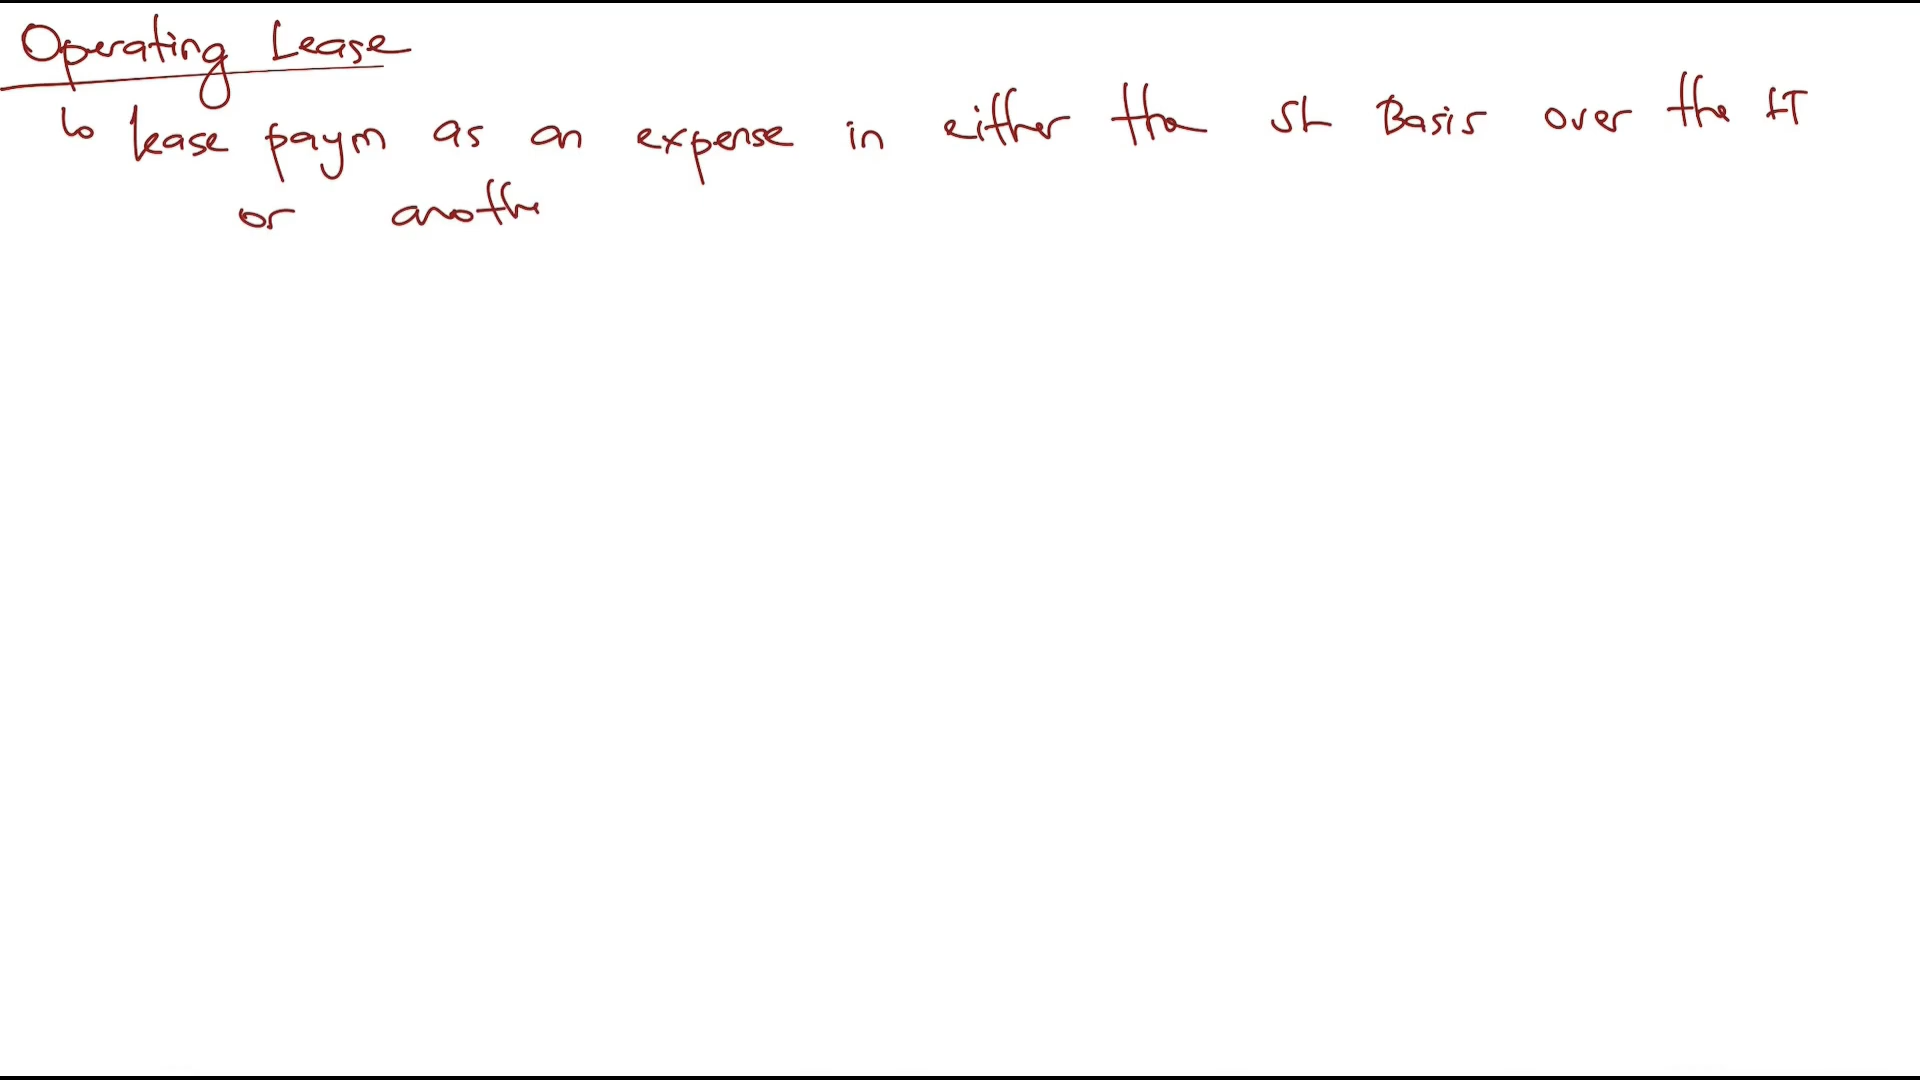 Operating Lease
↳ lease paym as an expense in either the SL Basis over the LT
or anothe